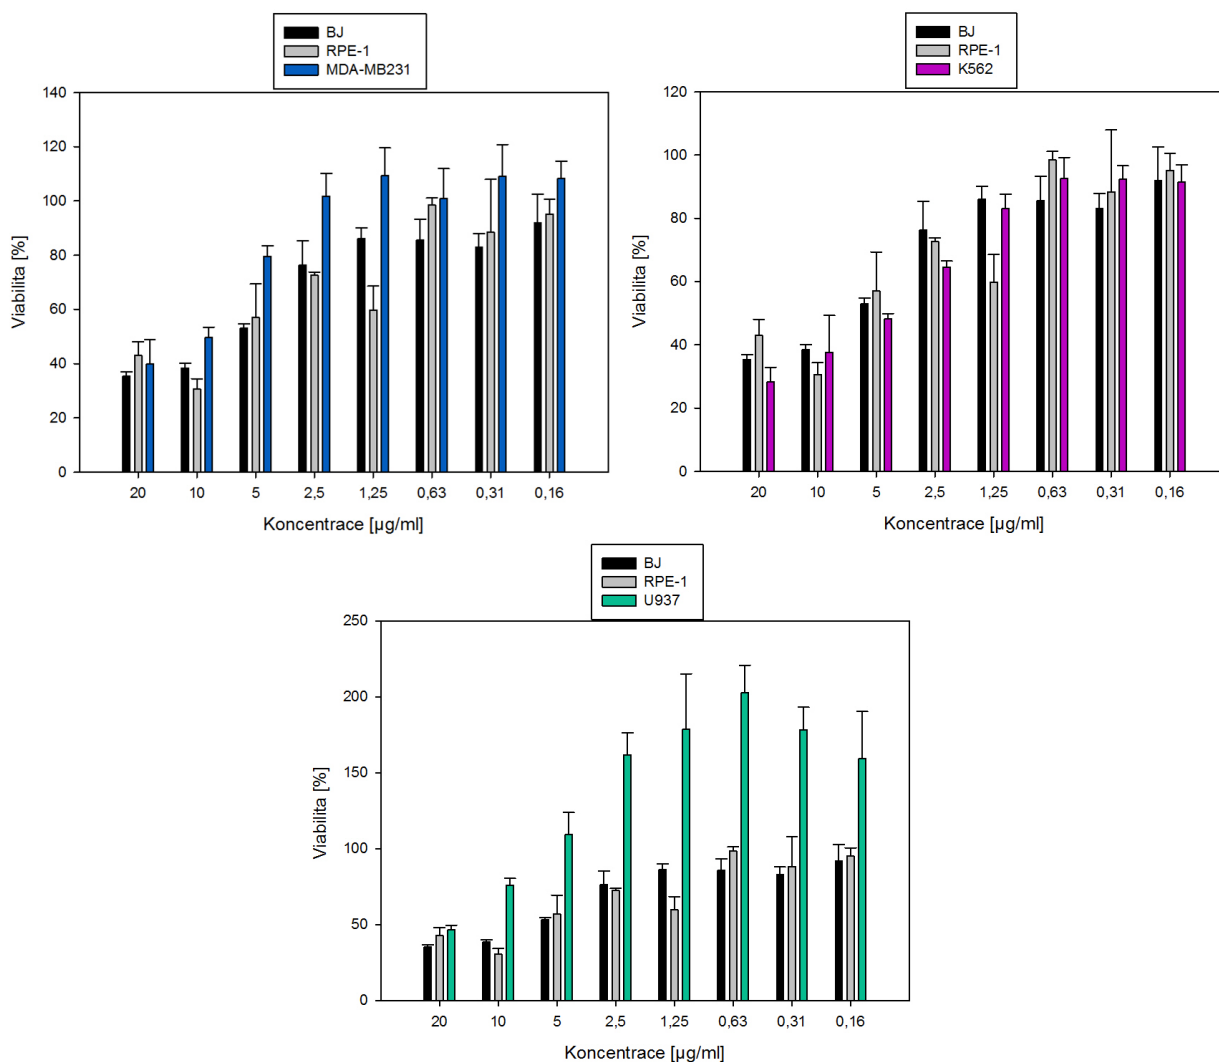 BJ
RPE-1
MDA-MB231
Viabilita [%]
140
120
100
80
60
40
20
0
20 10 5 2,5 1,25 0,63 0,31 0,16
Koncentrace [µg/ml]
BJ
RPE-1
K562
Viabilita [%]
120
100
80
60
40
20
0
20 10 5 2,5 1,25 0,63 0,31 0,16
Koncentrace [µg/ml]
BJ
RPE-1
U937
Viabilita [%]
250
200
150
100
50
0
20 10 5 2,5 1,25 0,63 0,31 0,16
Koncentrace [µg/ml]